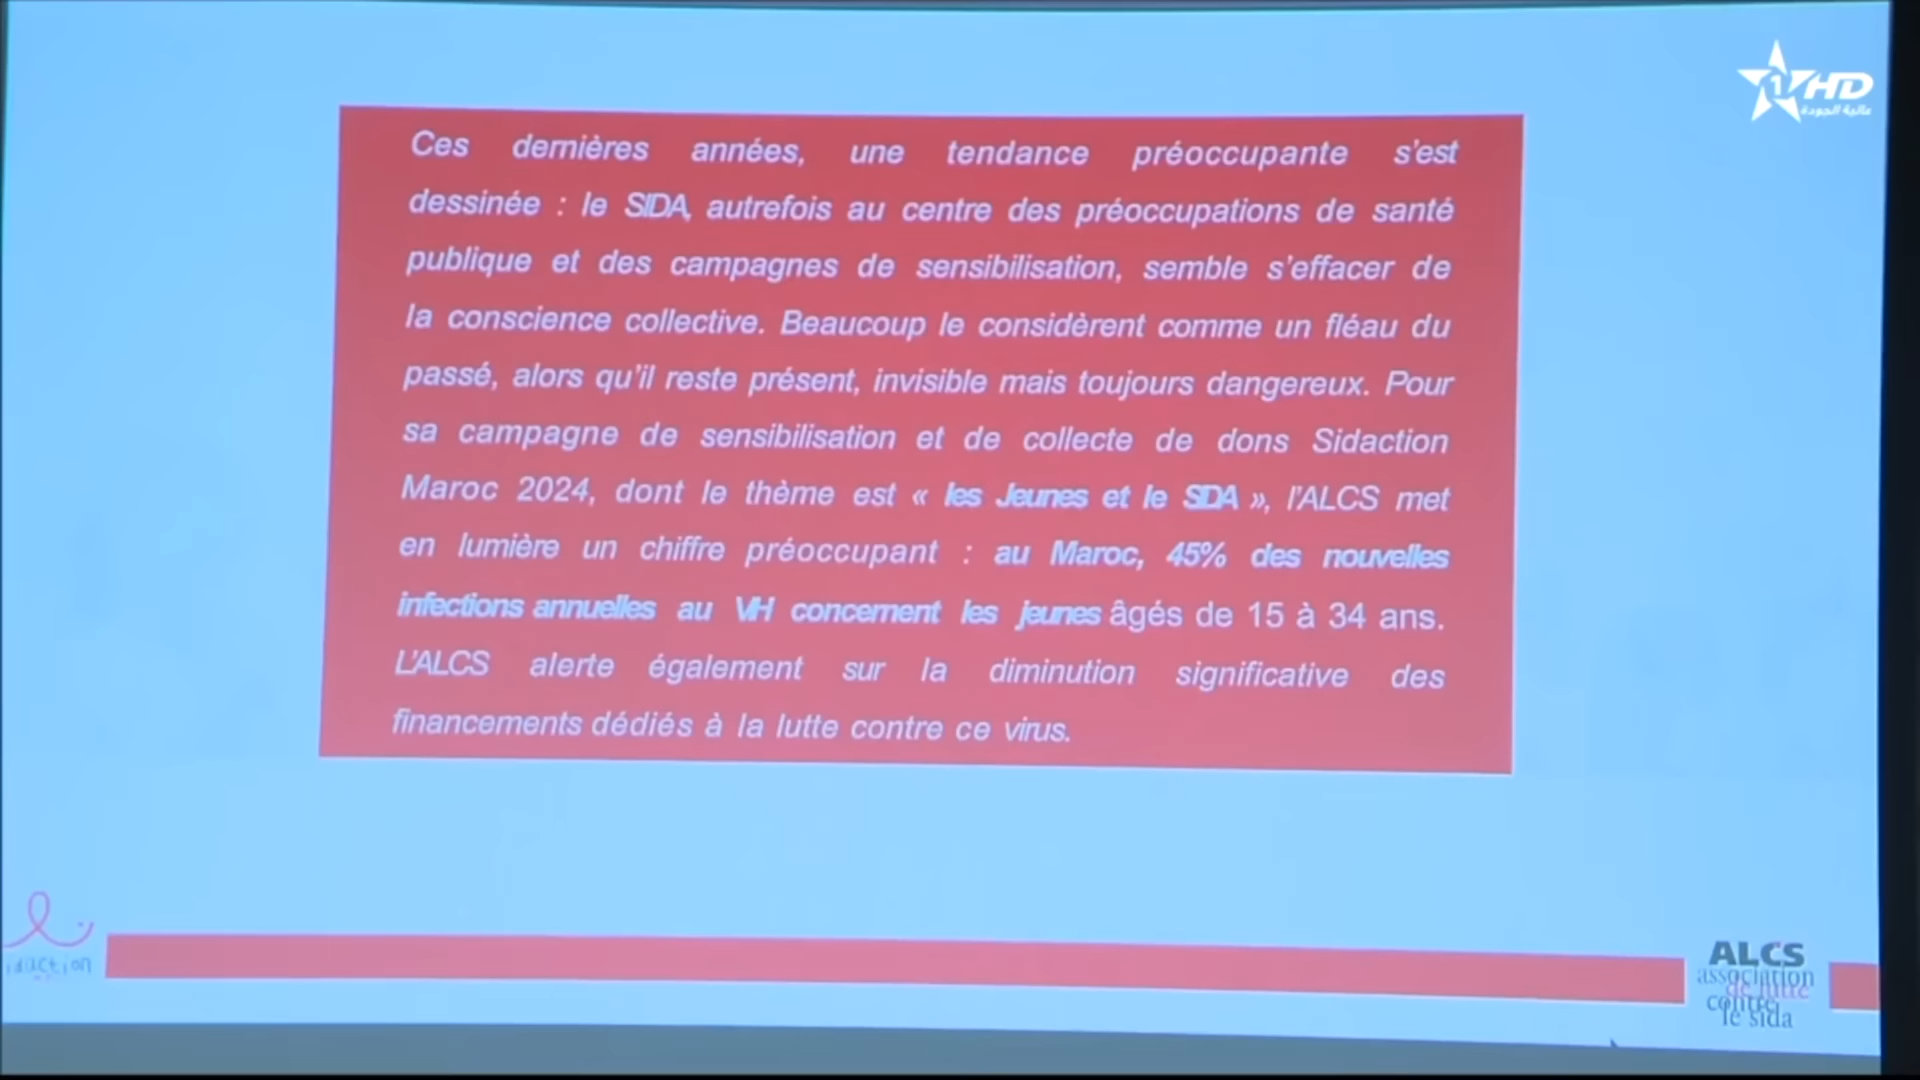 1 HD
عالية الجودة
Ces dernières années, une tendance préoccupante s'est
dessinée : le SIDA, autrefois au centre des préoccupations de santé
publique et des campagnes de sensibilisation, semble s'effacer de
la conscience collective. Beaucoup le considèrent comme un fléau du
passé, alors qu'il reste présent, invisible mais toujours dangereux. Pour
sa campagne de sensibilisation et de collecte de dons Sidaction
Maroc 2024, dont le thème est « les Jeunes et le SIDA », l'ALCS met
en lumière un chiffre préoccupant : au Maroc, 45% des nouvelles
infections annuelles au VIH concernent les jeunes âgés de 15 à 34 ans.
L'ALCS alerte également sur la diminution significative des
financements dédiés à la lutte contre ce virus.
idaction
ALCS
association
de lutte
contre
le sida